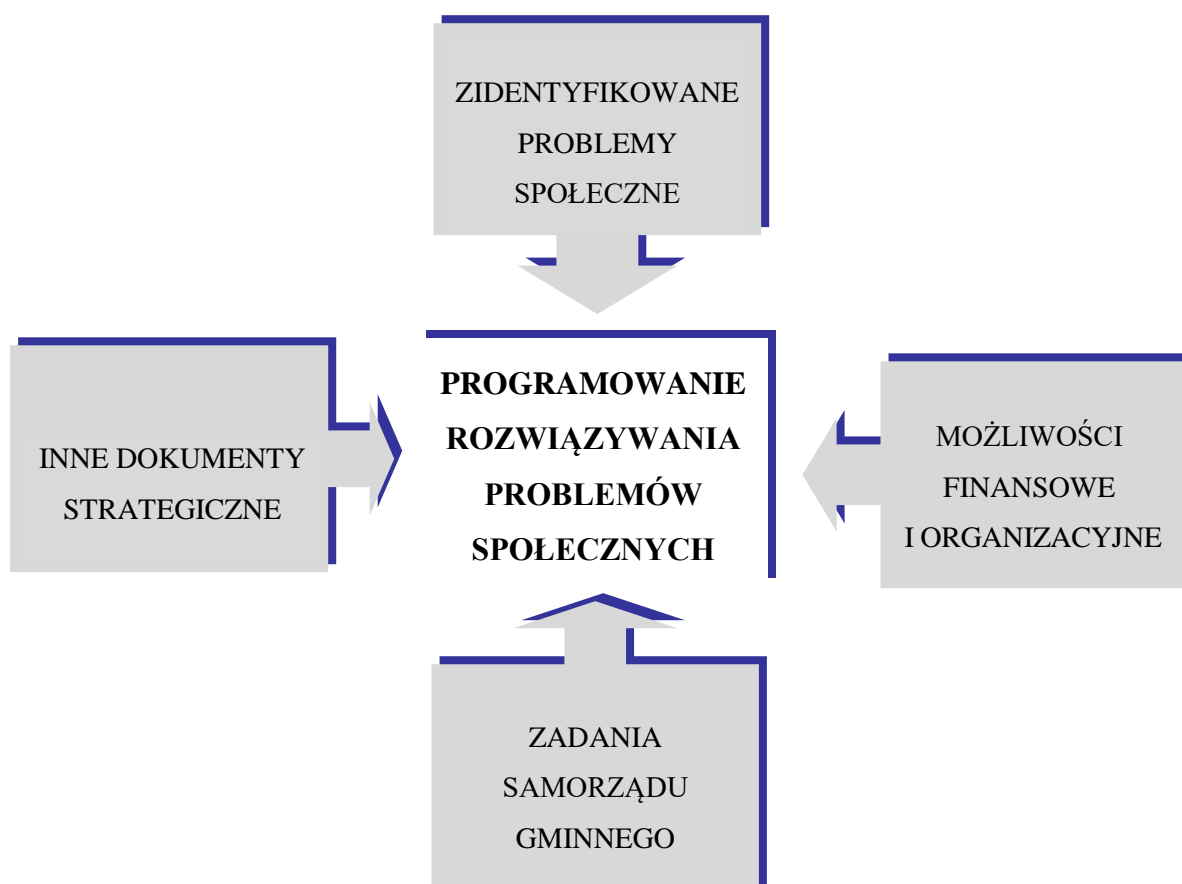 ZIDENTYFIKOWANE
PROBLEMY
SPOŁECZNE
INNE DOKUMENTY
STRATEGICZNE
PROGRAMOWANIE
ROZWIĄZYWANIA
PROBLEMÓW
SPOŁECZNYCH
MOŻLIWOŚCI
FINANSOWE
I ORGANIZACYJNE
ZADANIA
SAMORZĄDU
GMINNEGO